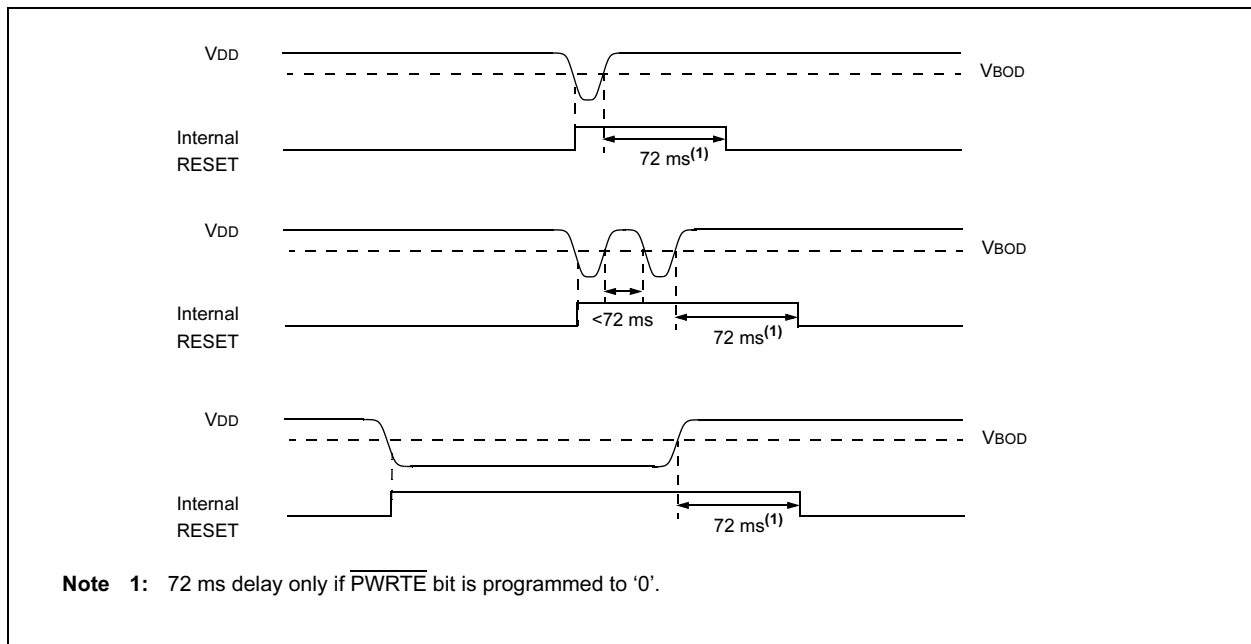 VDD
VBOD
Internal
RESET
72 ms(1)
VDD
VBOD
Internal
RESET
<72 ms
72 ms(1)
VDD
VBOD
Internal
RESET
72 ms(1)
Note 1: 72 ms delay only if PWRTE bit is programmed to ‘0’.